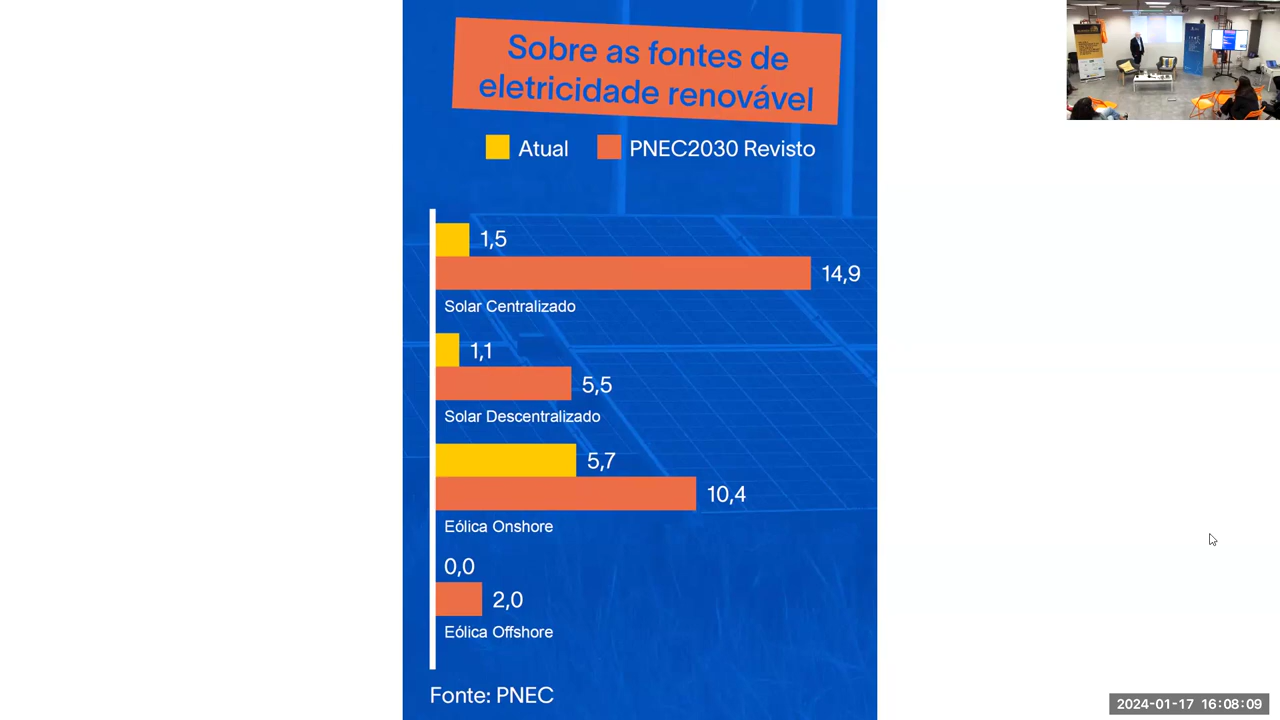 Sobre as fontes de
eletricidade renovável
Atual
PNEC2030 Revisto
1,5
14,9
Solar Centralizado
1,1
5,5
Solar Descentralizado
5,7
10,4
Eólica Onshore
0,0
2,0
Eólica Offshore
Fonte: PNEC
2024-01-17 16:08:09